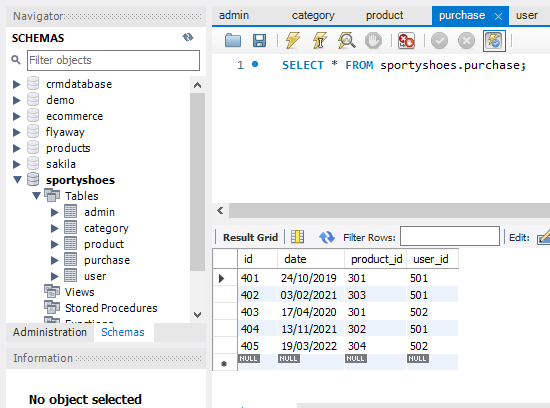 Navigator
SCHEMAS
Filter objects
crmdatabase
demo
ecommerce
flyaway
products
sakila
sportyshoes
Tables
admin
category
product
purchase
user
Views
Stored Procedures
Functions
Administration Schemas
Information
No object selected
admin category product purchase × user
1 SELECT * FROM sportyshoes.purchase;
Result Grid Filter Rows: Edit:
id date product_id user_id
401 24/10/2019 301 501
402 03/02/2021 303 501
403 17/04/2020 301 502
404 13/11/2021 302 501
405 19/03/2022 304 502
NULL NULL NULL NULL